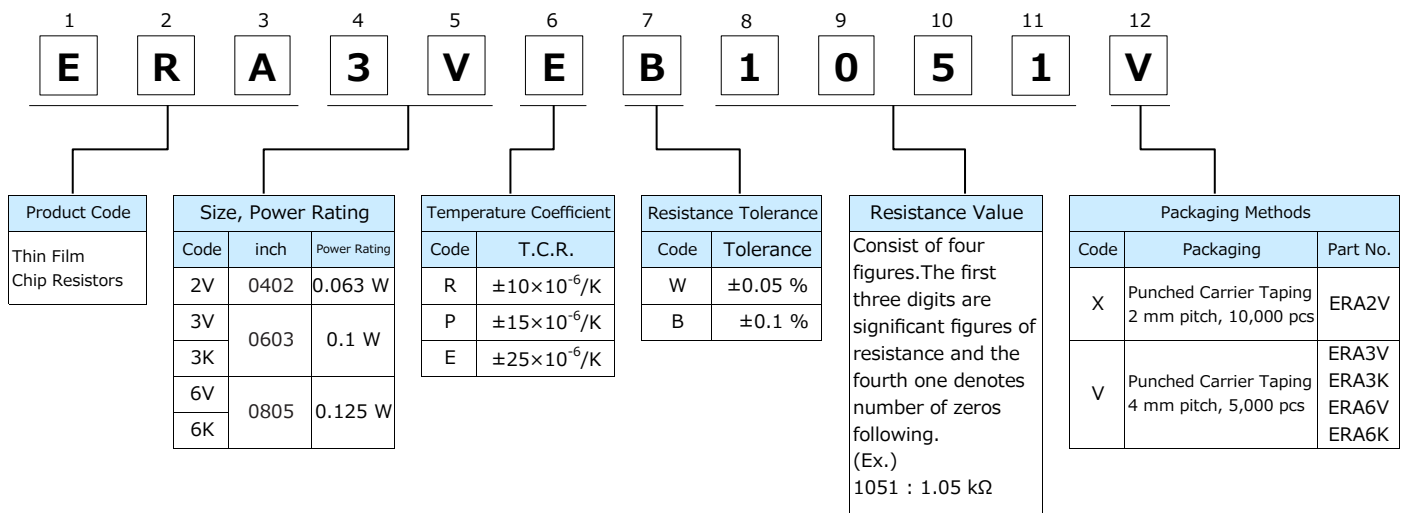 1 2 3 4 5 6 7 8 9 10 11 12
E R A 3 V E B 1 0 5 1 V
Product Code
Thin Film
Chip Resistors
Size, Power Rating
Code inch Power Rating
2V 0402 0.063 W
3V
3K
0603 0.1 W
6V
6K
0805 0.125 W
Temperature Coefficient
Code T.C.R.
R ±10×10⁻⁶/K
P ±15×10⁻⁶/K
E ±25×10⁻⁶/K
Resistance Tolerance
Code Tolerance
W ±0.05 %
B ±0.1 %
Resistance Value
Consist of four
figures.The first
three digits are
significant figures of
resistance and the
fourth one denotes
number of zeros
following.
(Ex.)
1051 : 1.05 kΩ
Packaging Methods
Code Packaging Part No.
X Punched Carrier Taping
2 mm pitch, 10,000 pcs
ERA2V
V Punched Carrier Taping
4 mm pitch, 5,000 pcs
ERA3V
ERA3K
ERA6V
ERA6K